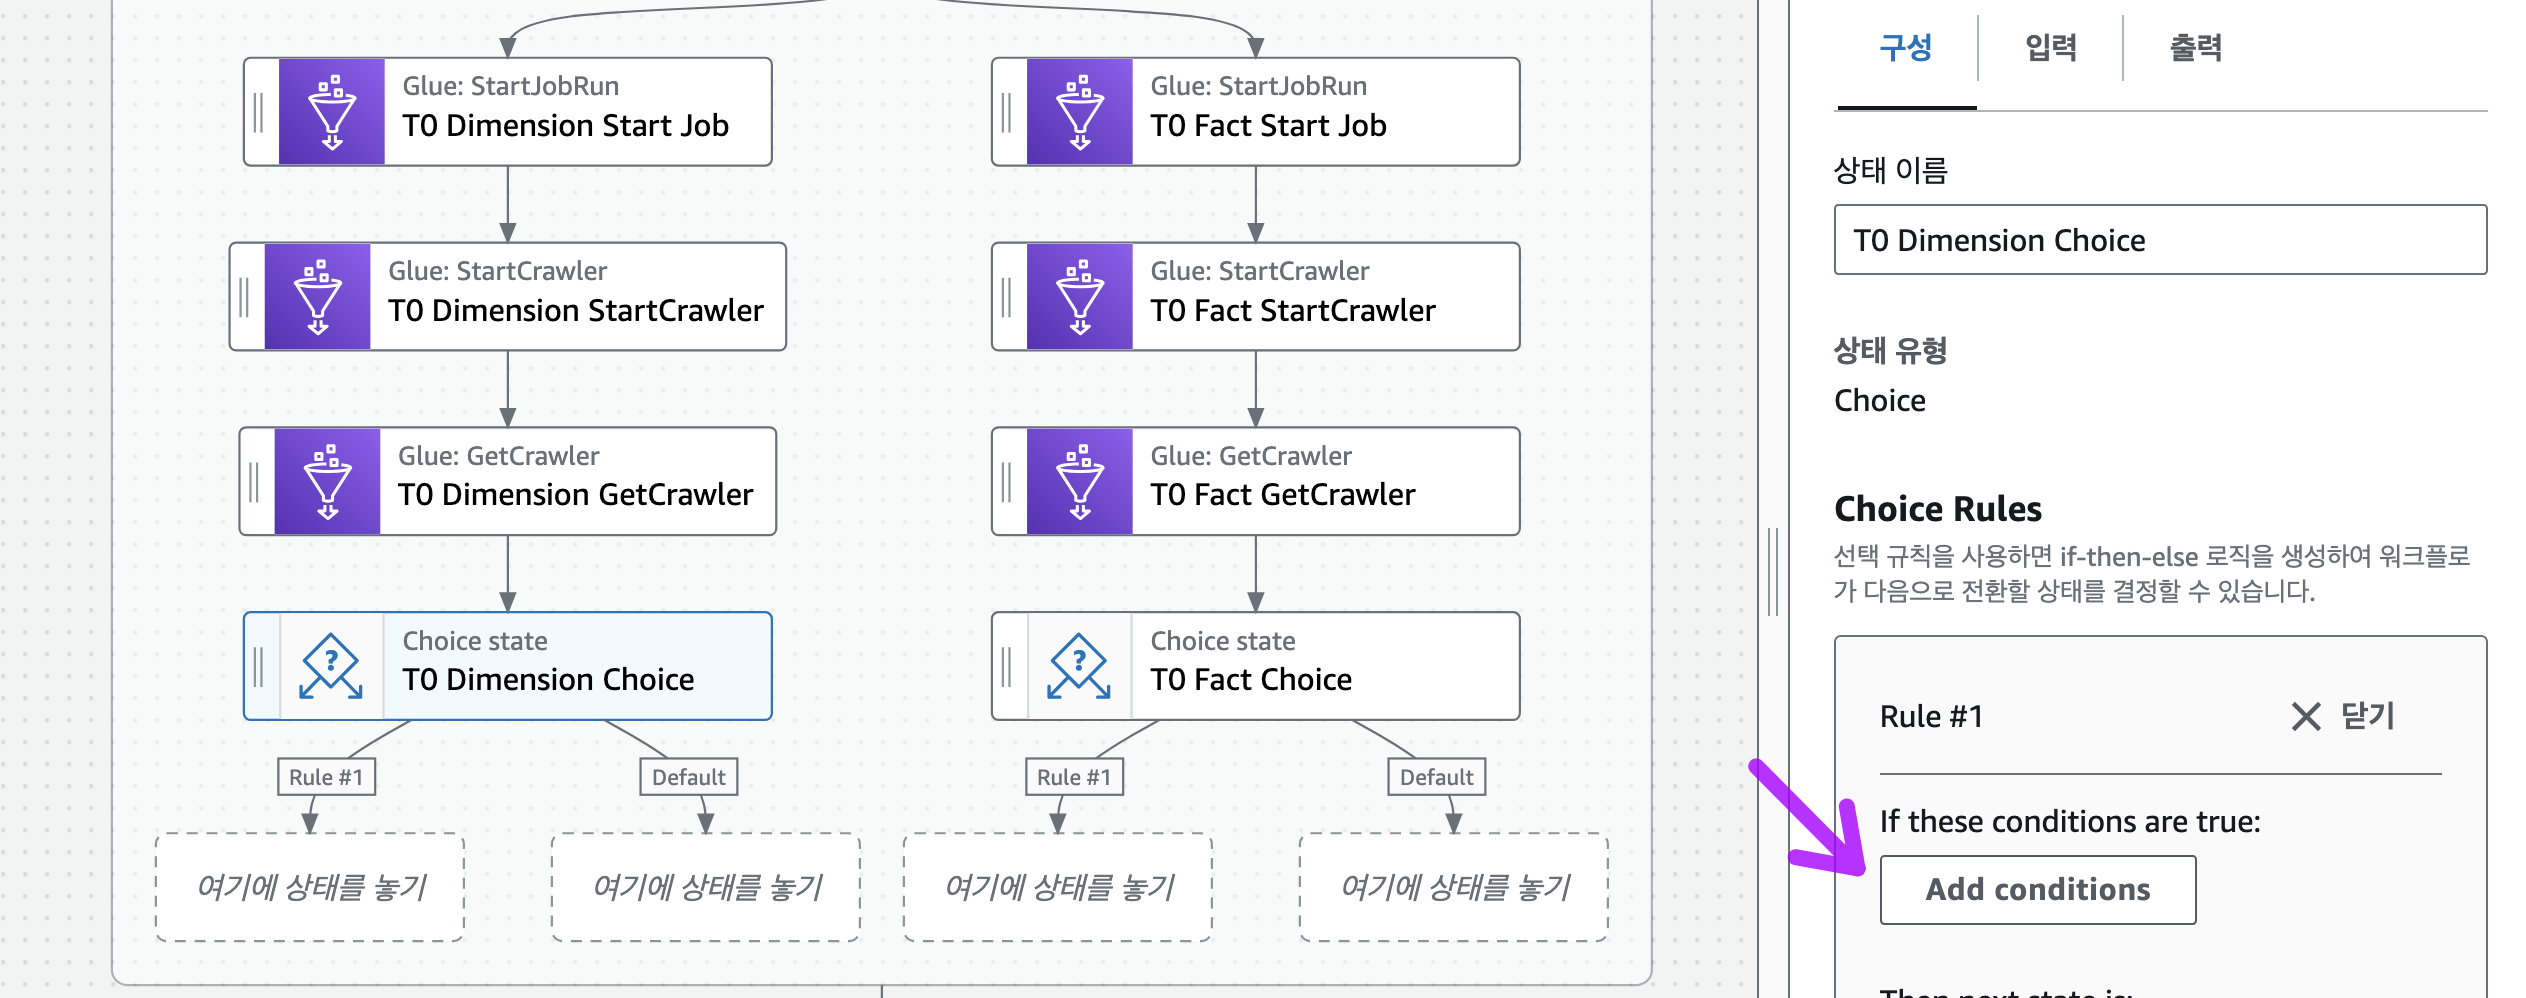 Glue: StartJobRun
T0 Dimension Start Job
Glue: StartJobRun
T0 Fact Start Job
Glue: StartCrawler
T0 Dimension StartCrawler
Glue: StartCrawler
T0 Fact StartCrawler
Glue: GetCrawler
T0 Dimension GetCrawler
Glue: GetCrawler
T0 Fact GetCrawler
Choice state
T0 Dimension Choice
Choice state
T0 Fact Choice
Rule #1
Default
Rule #1
Default
여기에 상태를 놓기
여기에 상태를 놓기
여기에 상태를 놓기
여기에 상태를 놓기
구성
입력
출력
상태 이름
T0 Dimension Choice
상태 유형
Choice
Choice Rules
선택 규칙을 사용하면 if-then-else 로직을 생성하여 워크플로
가 다음으로 전환할 상태를 결정할 수 있습니다.
Rule #1
닫기
If these conditions are true:
Add conditions
Then next state is: